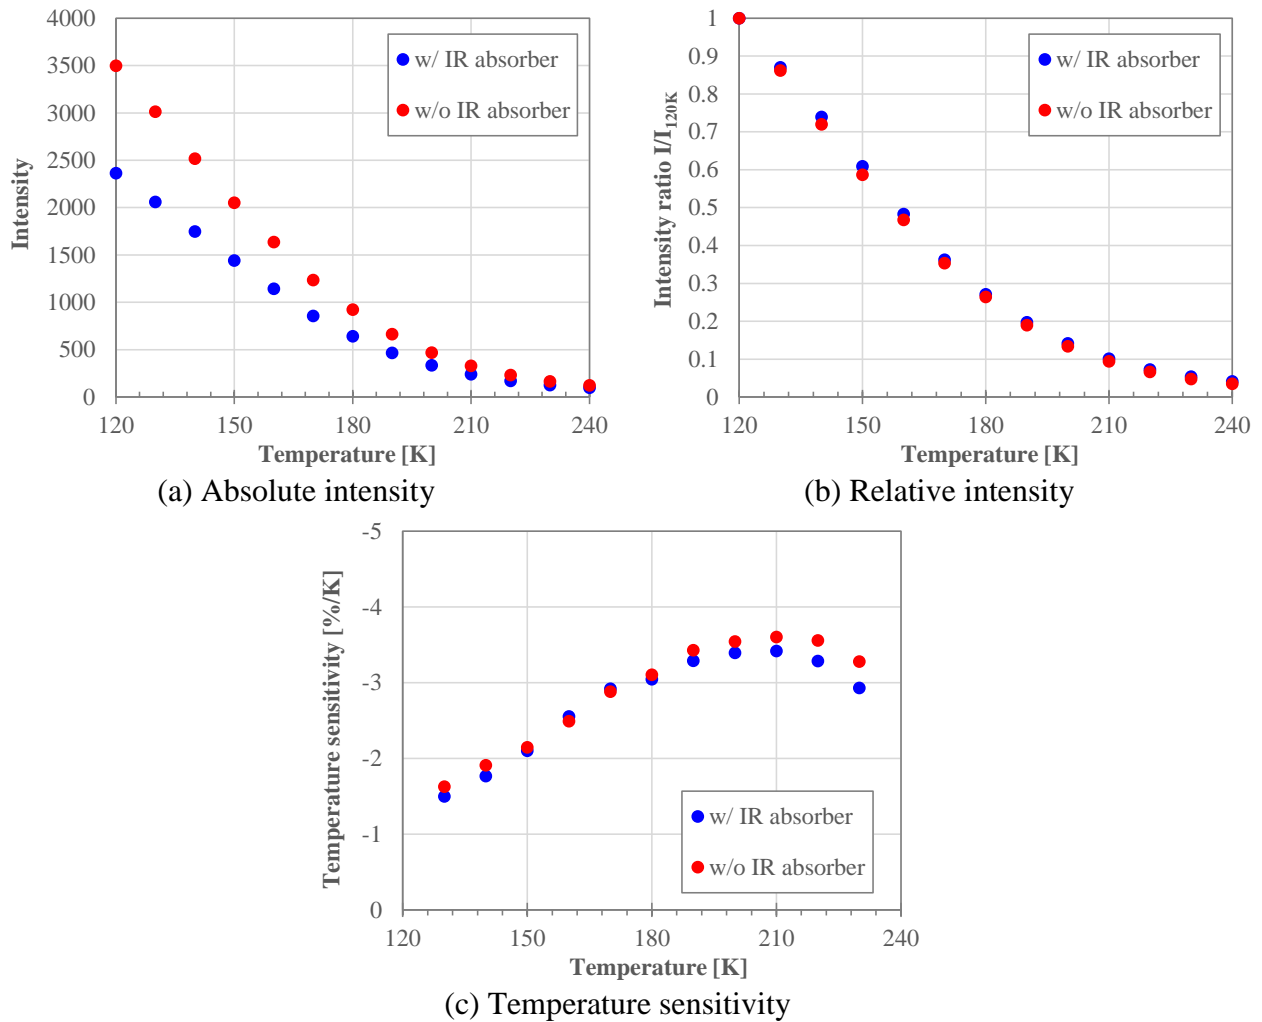 4000
3500
3000
2500
2000
1500
1000
500
0
120 150 180 210 240
Intensity
Temperature [K]
w/ IR absorber
w/o IR absorber
(a) Absolute intensity
1
0.9
0.8
0.7
0.6
0.5
0.4
0.3
0.2
0.1
0
120 150 180 210 240
Intensity ratio I/I120K
Temperature [K]
w/ IR absorber
w/o IR absorber
(b) Relative intensity
-5
-4
-3
-2
-1
0
120 150 180 210 240
Temperature sensitivity [%/K]
Temperature [K]
w/ IR absorber
w/o IR absorber
(c) Temperature sensitivity